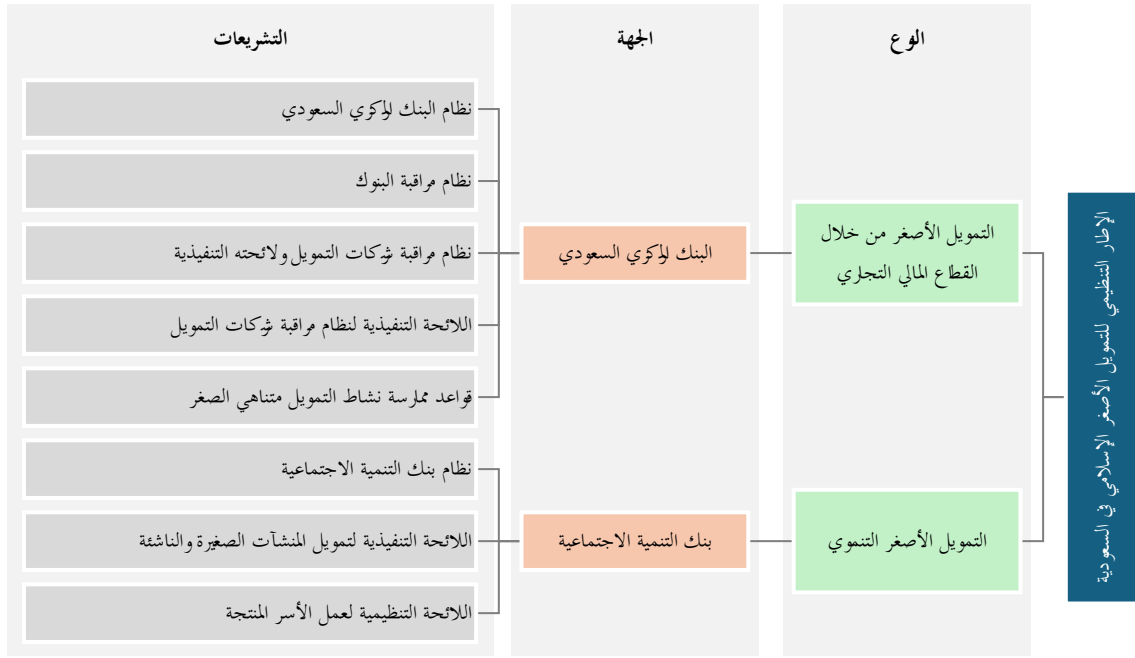 النوع
الجهة
التشريعات
الإطار التنظيمي للتمويل الأصغر الإسلامي في السعودية
التمويل الأصغر من خلال
القطاع المالي التجاري
البنك المركزي السعودي
نظام البنك المركزي السعودي
نظام مراقبة البنوك
نظام مراقبة شركات التمويل ولائحته التنفيذية
اللائحة التنفيذية لنظام مراقبة شركات التمويل
قواعد ممارسة نشاط التمويل متناهي الصغر
التمويل الأصغر التنموي
بنك التنمية الاجتماعية
نظام بنك التنمية الاجتماعية
اللائحة التنفيذية لتمويل المنشآت الصغيرة والناشئة
اللائحة التنظيمية لعمل الأسر المنتجة